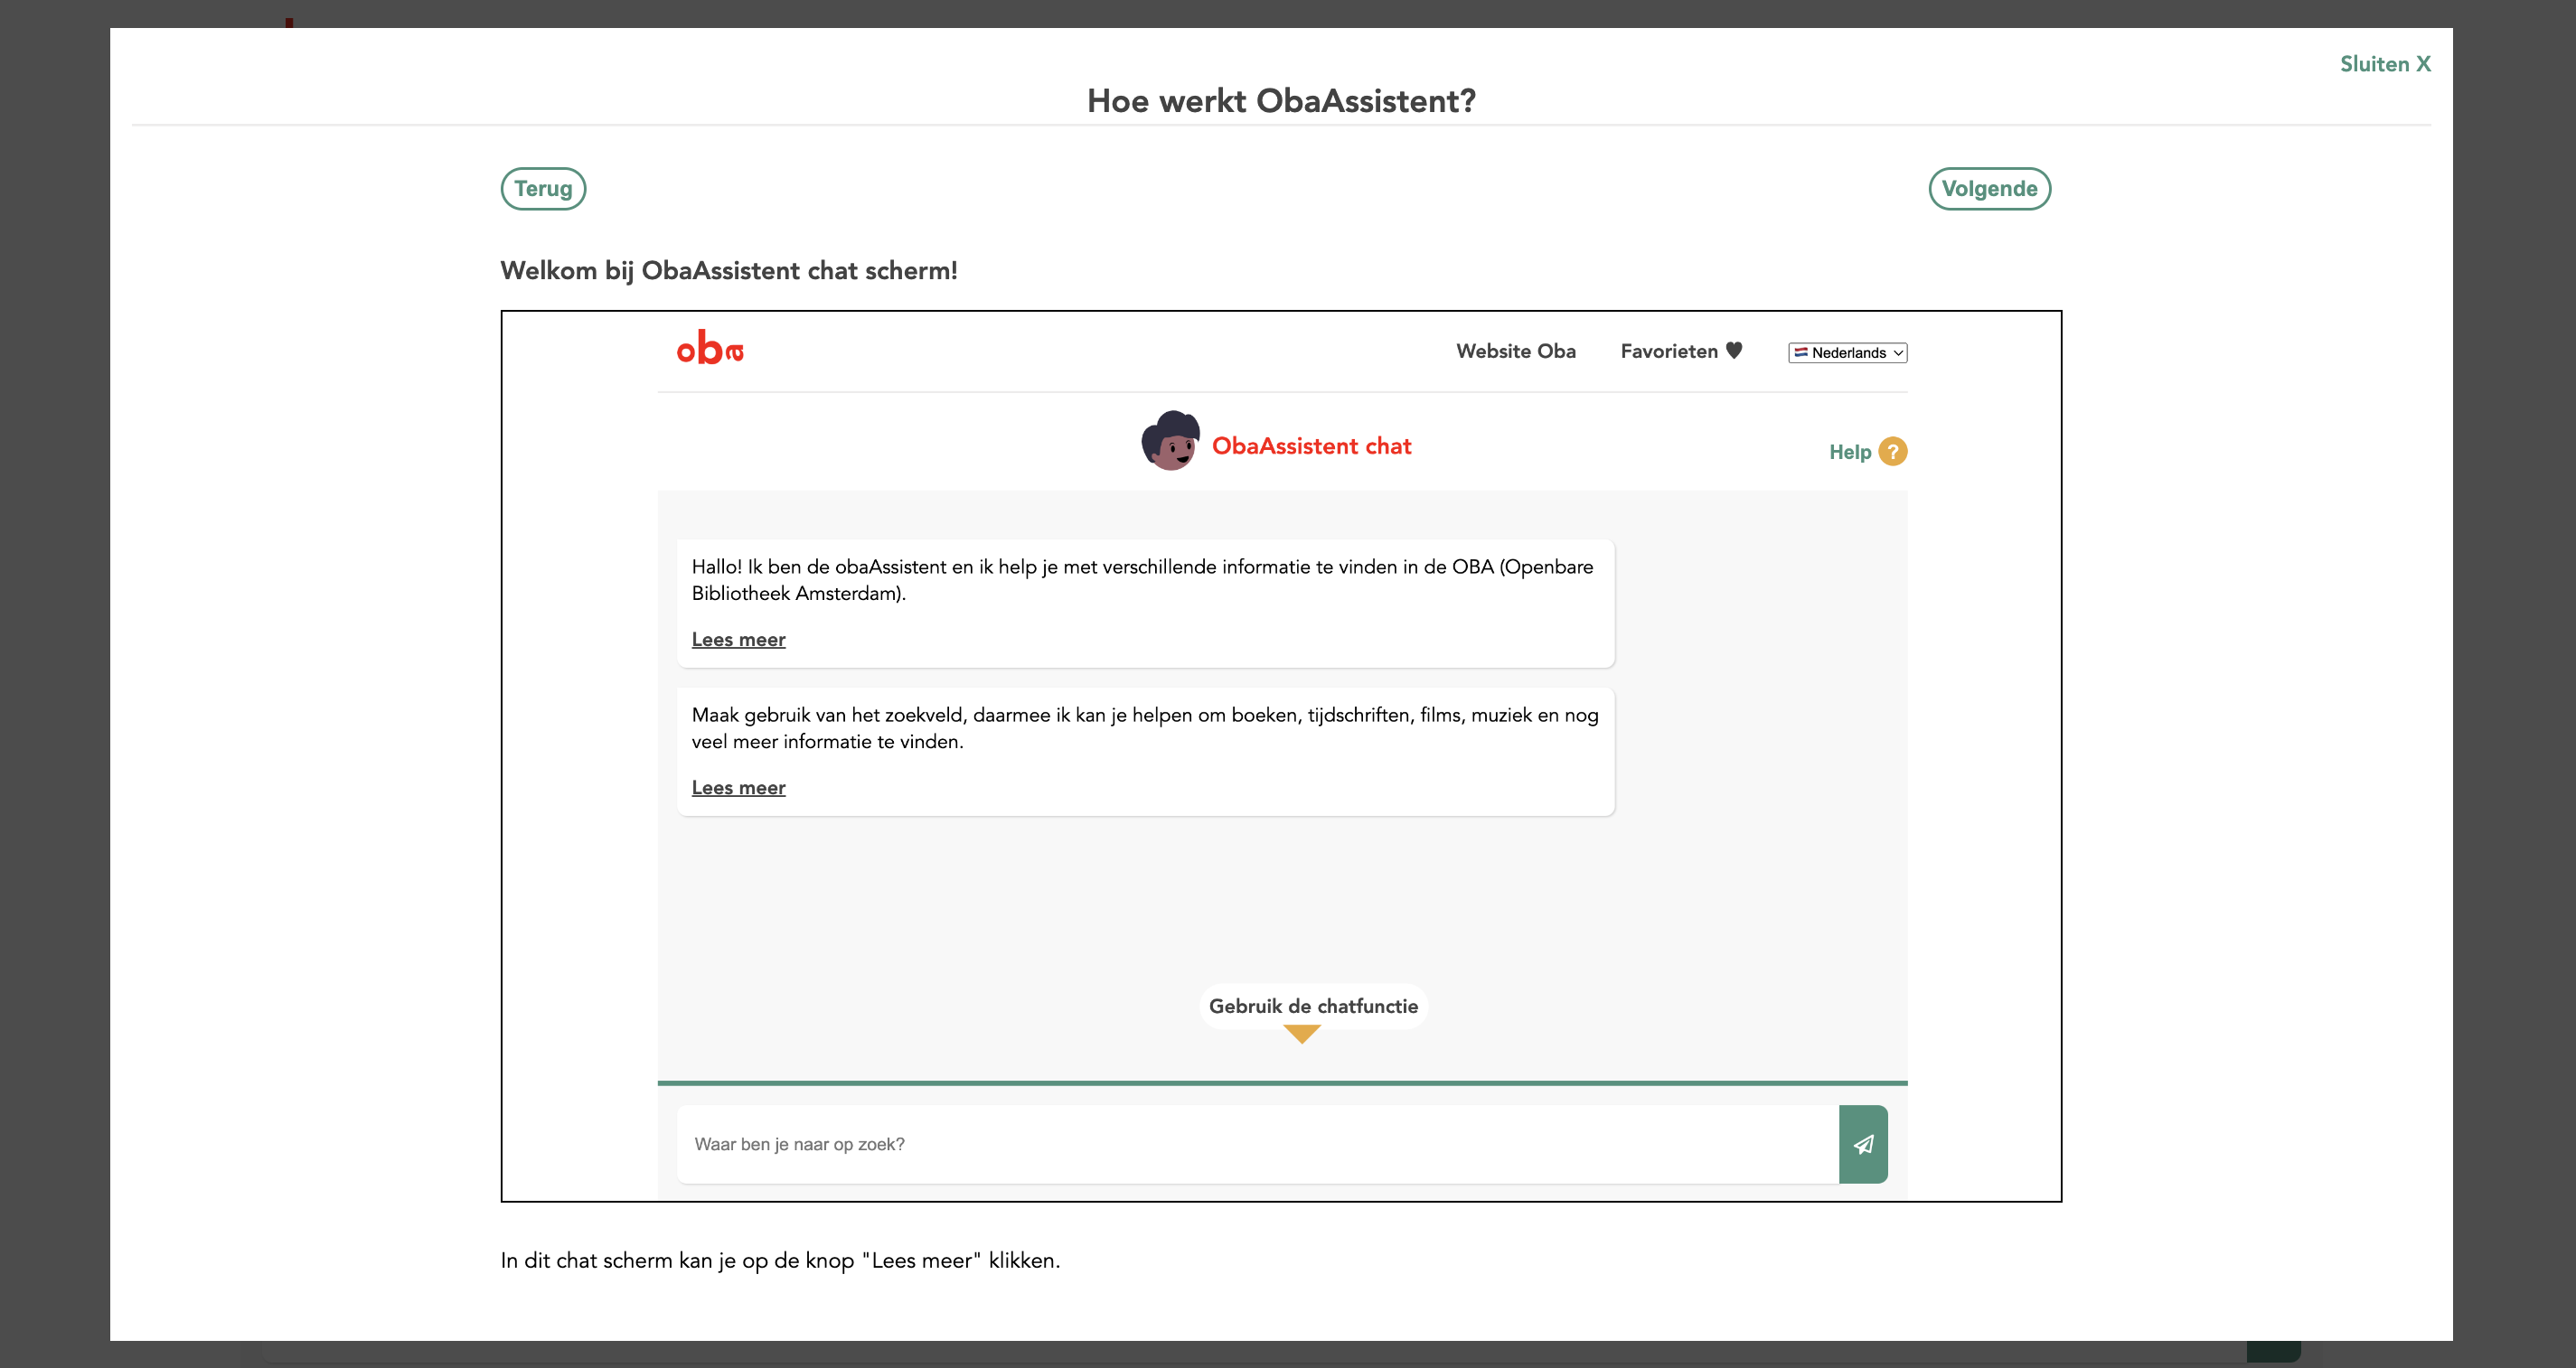 Sluiten X
Hoe werkt ObaAssistent?
Terug
Volgende
Welkom bij ObaAssistent chat scherm!
oba
Website Oba
Favorieten
Nederlands
ObaAssistent chat
Help ?
Hallo! Ik ben de obaAssistent en ik help je met verschillende informatie te vinden in de OBA (Openbare
Bibliotheek Amsterdam).
Lees meer
Maak gebruik van het zoekveld, daarmee ik kan je helpen om boeken, tijdschriften, films, muziek en nog
veel meer informatie te vinden.
Lees meer
Gebruik de chatfunctie
Waar ben je naar op zoek?
In dit chat scherm kan je op de knop "Lees meer" klikken.